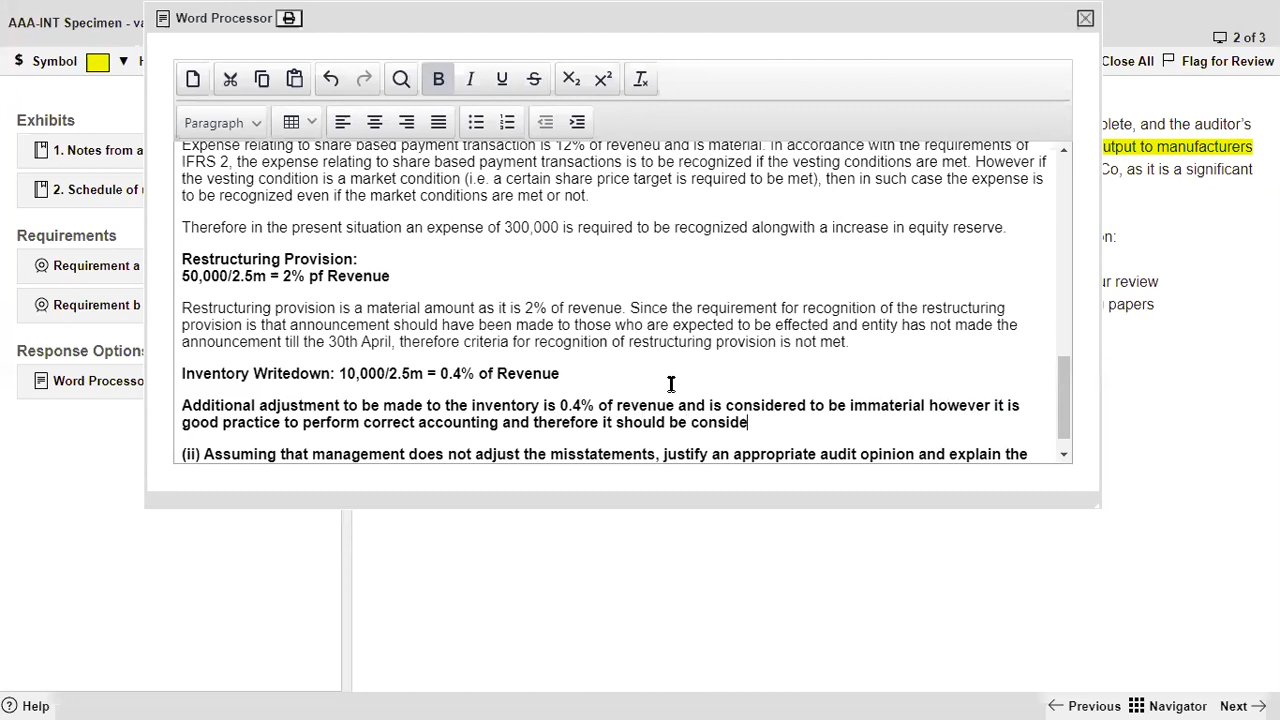 AAA-INT Specimen - va
Word Processor
2 of 3
$ Symbol
Close All
Flag for Review
Paragraph
Exhibits
1. Notes from a
2. Schedule of
Requirements
Requirement a
Requirement b
Response Options
Word Processo
Expense relating to share based payment transaction is 12% of reveneu and is material. In accordance with the requirements of
IFRS 2, the expense relating to share based payment transactions is to be recognized if the vesting conditions are met. However if
the vesting condition is a market condition (i.e. a certain share price target is required to be met), then in such case the expense is
to be recognized even if the market conditions are met or not.
Therefore in the present situation an expense of 300,000 is required to be recognized alongwith a increase in equity reserve.
Restructuring Provision:
50,000/2.5m = 2% pf Revenue
Restructuring provision is a material amount as it is 2% of revenue. Since the requirement for recognition of the restructuring
provision is that announcement should have been made to those who are expected to be effected and entity has not made the
announcement till the 30th April, therefore criteria for recognition of restructuring provision is not met.
Inventory Writedown: 10,000/2.5m = 0.4% of Revenue
Additional adjustment to be made to the inventory is 0.4% of revenue and is considered to be immaterial however it is
good practice to perform correct accounting and therefore it should be conside
(ii) Assuming that management does not adjust the misstatements, justify an appropriate audit opinion and explain the
plete, and the auditor's
utput to manufacturers
Co, as it is a significant
on:
ur review
papers
Help
Previous
Navigator
Next